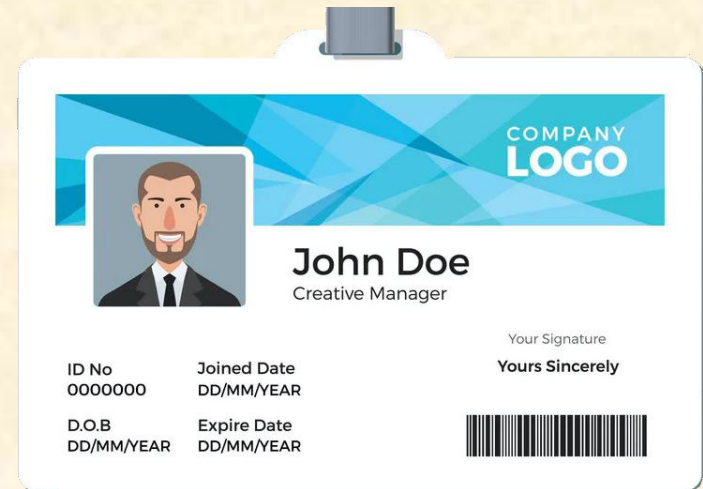 COMPANY
LOGO
John Doe
Creative Manager
Your Signature
Yours Sincerely
ID No
0000000
Joined Date
DD/MM/YEAR
D.O.B
DD/MM/YEAR
Expire Date
DD/MM/YEAR